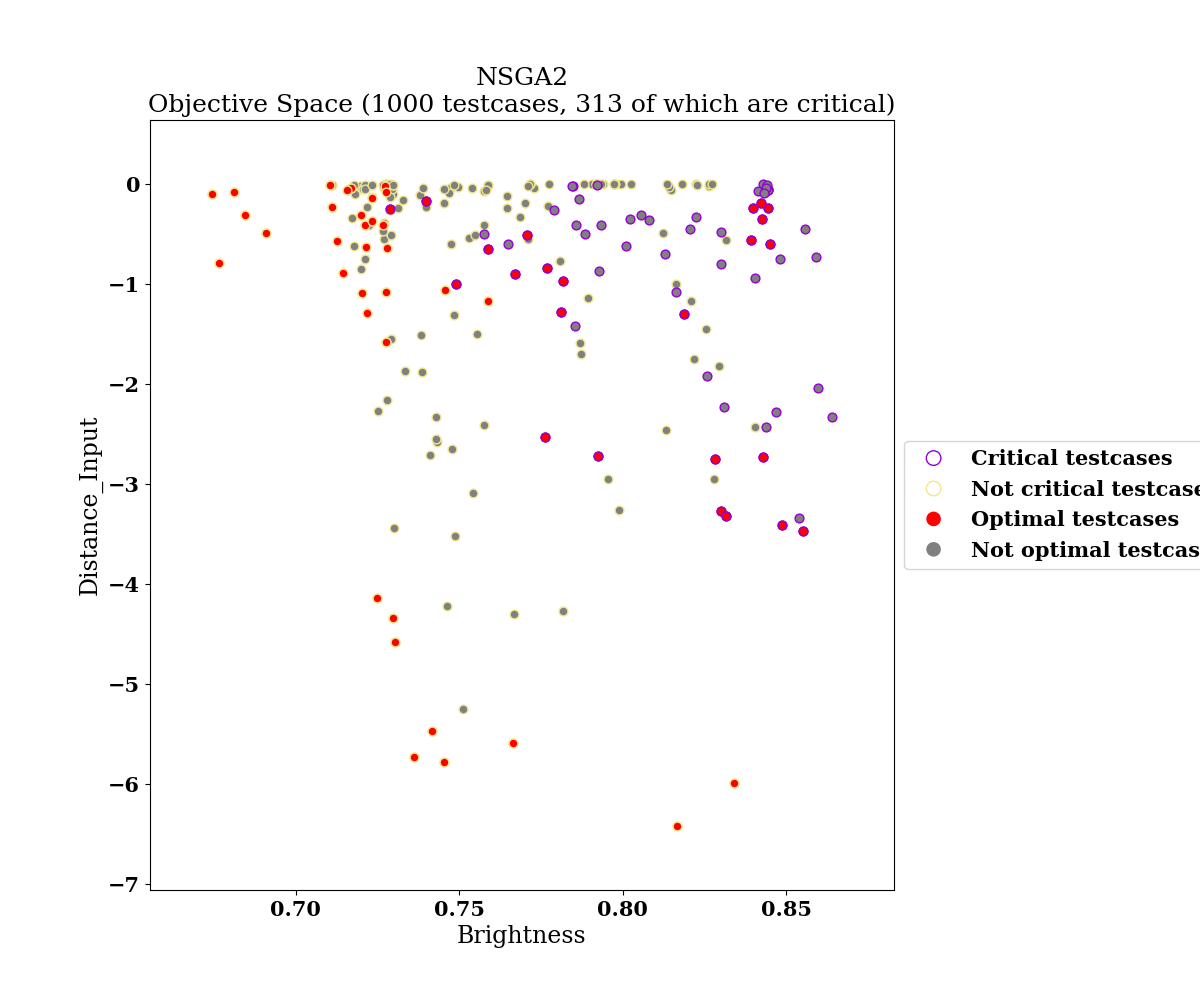 NSGA2
Objective Space (1000 testcases, 313 of which are critical)
0
−1
−2
−3
−4
−5
−6
−7
Distance_Input
0.70 0.75 0.80 0.85
Brightness
Critical testcases
Not critical testcase
Optimal testcases
Not optimal testcas